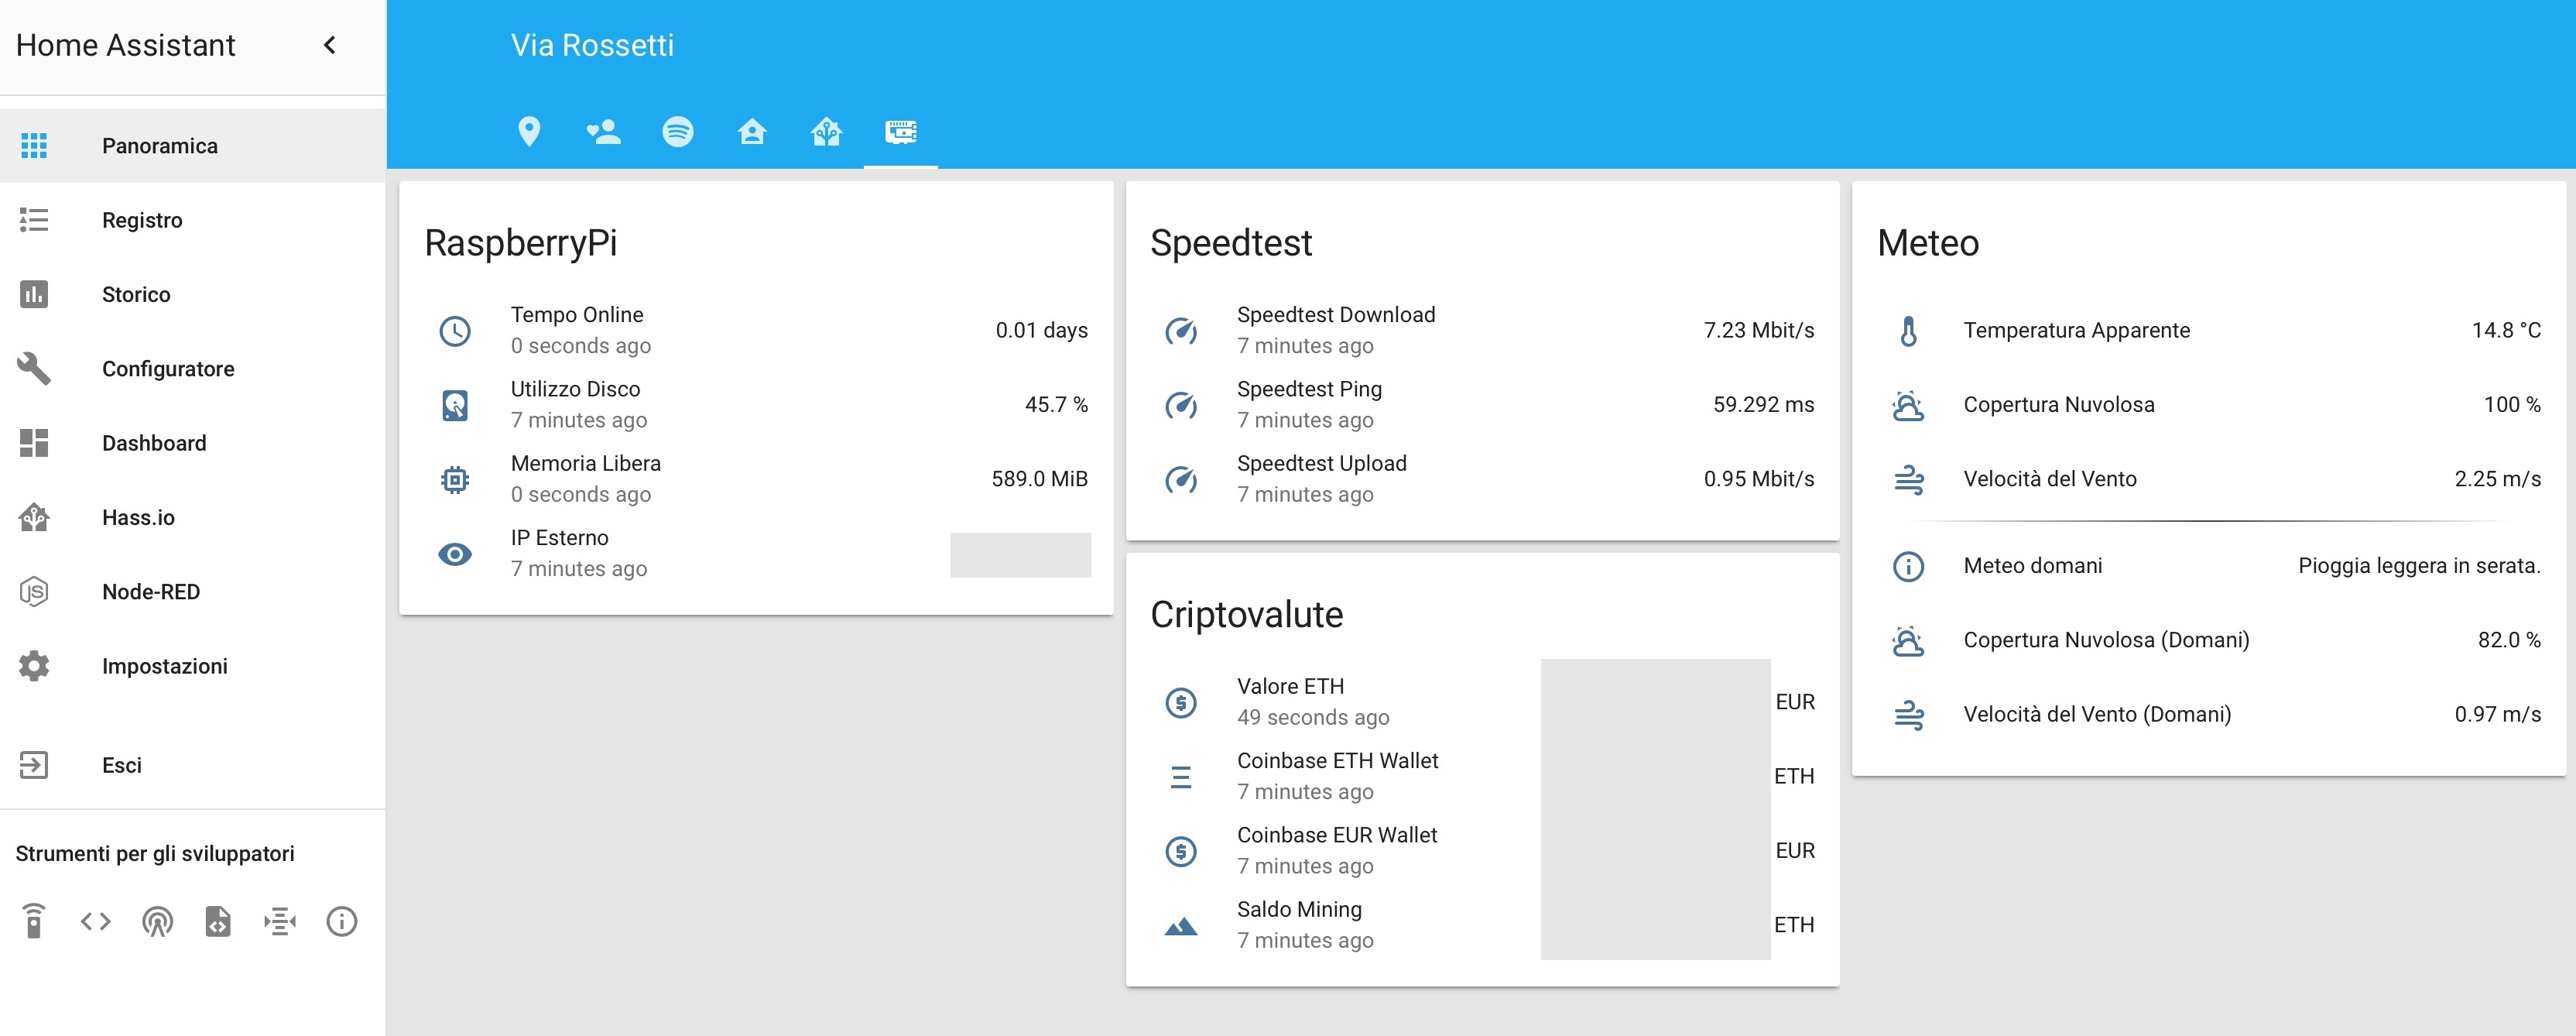 Home Assistant
Panoramica
Registro
Storico
Configuratore
Dashboard
Hass.io
Node-RED
Impostazioni
Esci
Strumenti per gli sviluppatori
Via Rossetti
RaspberryPi
Tempo Online
0 seconds ago
0.01 days
Utilizzo Disco
7 minutes ago
45.7 %
Memoria Libera
0 seconds ago
589.0 MiB
IP Esterno
7 minutes ago
Speedtest
Speedtest Download
7 minutes ago
7.23 Mbit/s
Speedtest Ping
7 minutes ago
59.292 ms
Speedtest Upload
7 minutes ago
0.95 Mbit/s
Criptovalute
Valore ETH
49 seconds ago
EUR
Coinbase ETH Wallet
7 minutes ago
ETH
Coinbase EUR Wallet
7 minutes ago
EUR
Saldo Mining
7 minutes ago
ETH
Meteo
Temperatura Apparente
14.8 °C
Copertura Nuvolosa
100 %
Velocità del Vento
2.25 m/s
Meteo domani
Pioggia leggera in serata.
Copertura Nuvolosa (Domani)
82.0 %
Velocità del Vento (Domani)
0.97 m/s